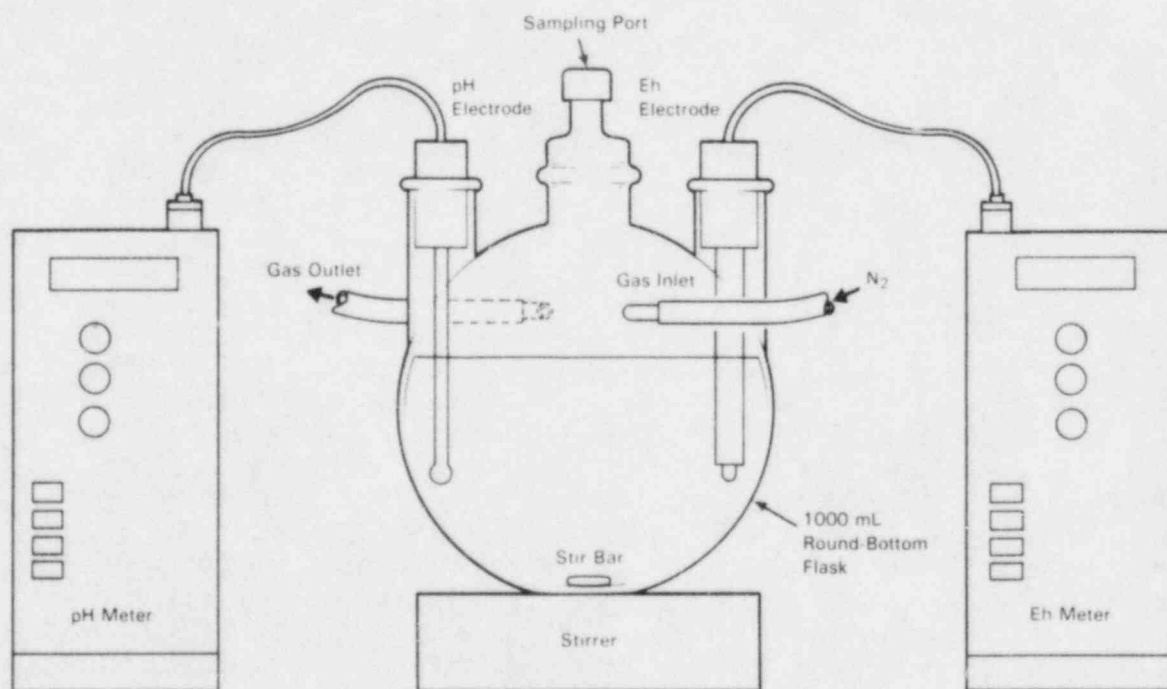 Sampling Port
pH
Electrode
Eh
Electrode
Gas Outlet
Gas Inlet
N₂
1000 mL
Round-Bottom
Flask
Stir Bar
pH Meter
Stirrer
Eh Meter